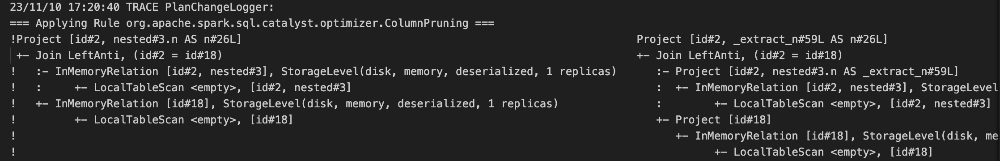 23/11/10 17:20:40 TRACE PlanChangeLogger:
=== Applying Rule org.apache.spark.sql.catalyst.optimizer.ColumnPruning ===
!Project [id#2, nested#3.n AS n#26L]                                                             Project [id#2, _extract_n#59L AS n#26L]
 +- Join LeftAnti, (id#2 = id#18)                                                                +- Join LeftAnti, (id#2 = id#18)
!   :- InMemoryRelation [id#2, nested#3], StorageLevel(disk, memory, deserialized, 1 replicas)      :- Project [id#2, nested#3.n AS _extract_n#59L]
!   :     +- LocalTableScan <empty>, [id#2, nested#3]                                               :  +- InMemoryRelation [id#2, nested#3], StorageLevel
!   +- InMemoryRelation [id#18], StorageLevel(disk, memory, deserialized, 1 replicas)               :        +- LocalTableScan <empty>, [id#2, nested#3]
!         +- LocalTableScan <empty>, [id#18]                                                        +- Project [id#18]
!                                                                                                      +- InMemoryRelation [id#18], StorageLevel(disk, me
!                                                                                                            +- LocalTableScan <empty>, [id#18]